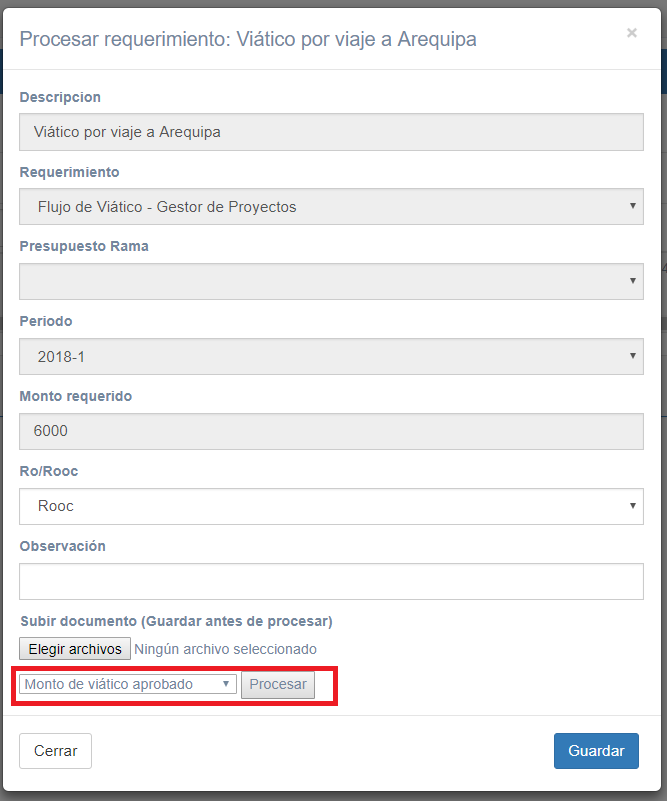 Procesar requerimiento: Viático por viaje a Arequipa
×
Descripcion
Viático por viaje a Arequipa
Requerimiento
Flujo de Viático - Gestor de Proyectos
Presupuesto Rama
Periodo
2018-1
Monto requerido
6000
Ro/Rooc
Rooc
Observación
Subir documento (Guardar antes de procesar)
Elegir archivos Ningún archivo seleccionado
Monto de viático aprobado Procesar
Cerrar Guardar